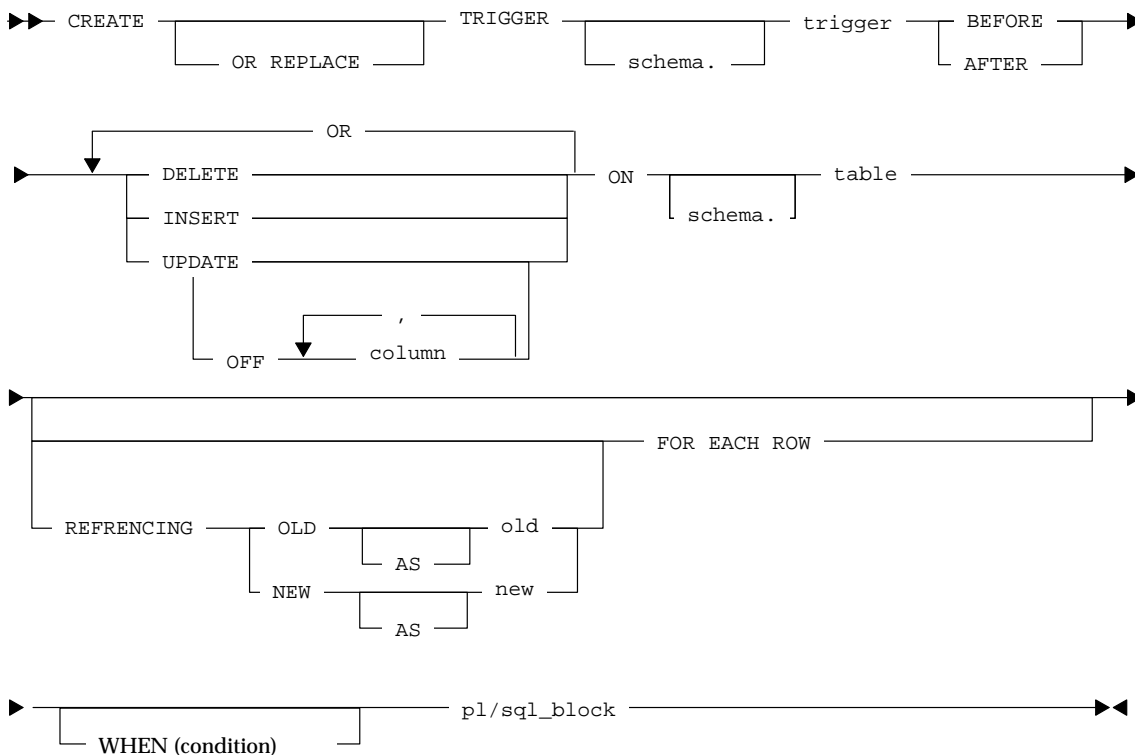 CREATE TRIGGER trigger BEFORE
OR REPLACE schema. AFTER
OR
DELETE ON table
INSERT schema.
UPDATE
,
OFF column
FOR EACH ROW
REFRENCING OLD old
AS
NEW new
AS
pl/sql_block
WHEN (condition)